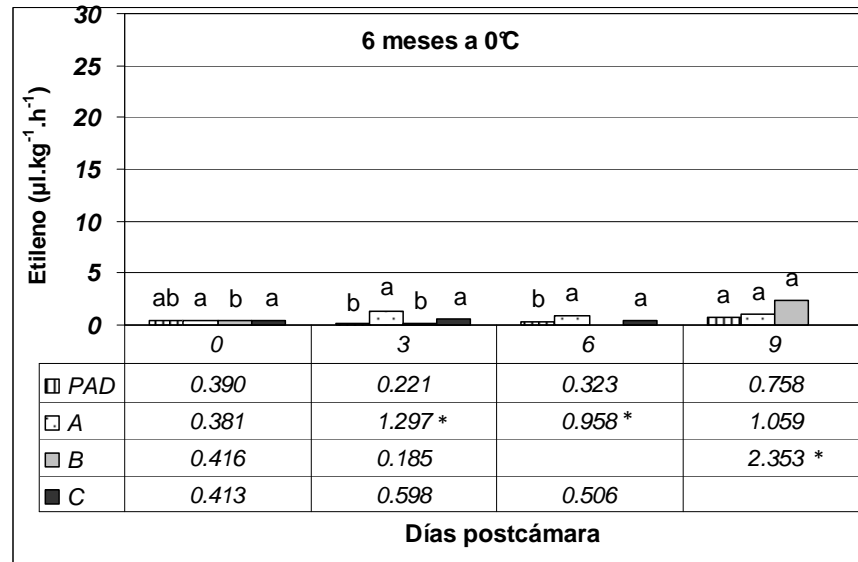 30
6 meses a 0°C
25
20
15
10
5
0
Etileno (µl.kg⁻¹.h⁻¹)
ab a b a b a b a b a a a a a
0 3 6 9
PAD 0.390 0.221 0.323 0.758
A 0.381 1.297 * 0.958 * 1.059
B 0.416 0.185 2.353 *
C 0.413 0.598 0.506
Días postcámara